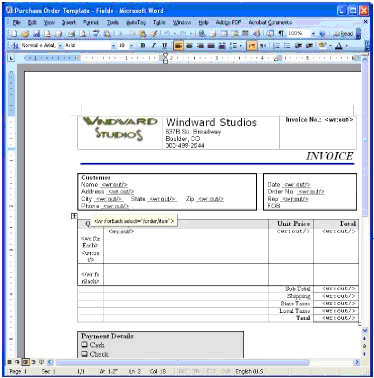 Purchase Order Template - Fields - Microsoft Word
File Edit View Insert Format Tools AutoTag Table Window Help Adobe PDF Acrobat Comments
100% Read
Normal + Arial Arial 10 B I U
WINDWARD STUDIOS
Windward Studios
637B So. Broadway
Boulder, CO
303-499-2544
Invoice No.: <wr:out/>
INVOICE
Customer
Name <wr:out/>
Address <wr:out/>
City <wr:out/> State <wr:out/> Zip <wr:out/>
Phone <wr:out/>
Date <wr:out/>
Order No. <wr:out/>
Rep <wr:out/>
FOB
<wr:forEach select="/order/item">
Unit Price Total
<wr:for
Each>
<wr:ou
t/>
<wr:out/>
<wr:out/> <wr:out/>
</wr:fo
rEach>
Sub Total <wr:out/>
Shipping <wr:out/>
State Taxes <wr:out/>
Local Taxes <wr:out/>
Total <wr:out/>
Payment Details
Cash
Check
Page 1 Sec 1 1/1 At 1.2" Ln 2 Col 18 REC TRK EXT OVR English (U.S